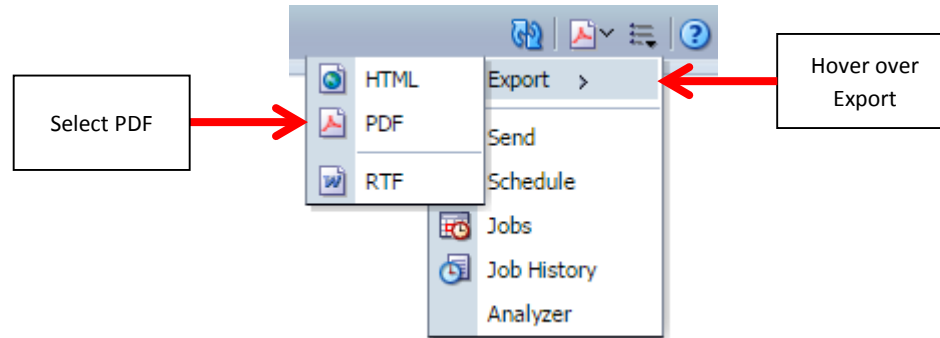 HTML
Export >
Hover over
Export
Select PDF
PDF
Send
RTF
Schedule
Jobs
Job History
Analyzer